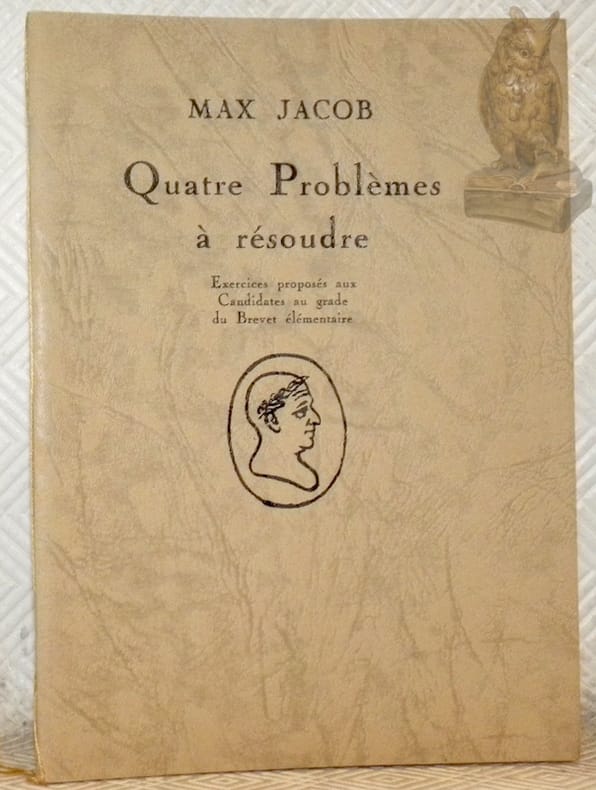 MAX JACOB
Quatre Problèmes
à résoudre
Exercices proposés aux
Candidates au grade
du Brevet élémentaire